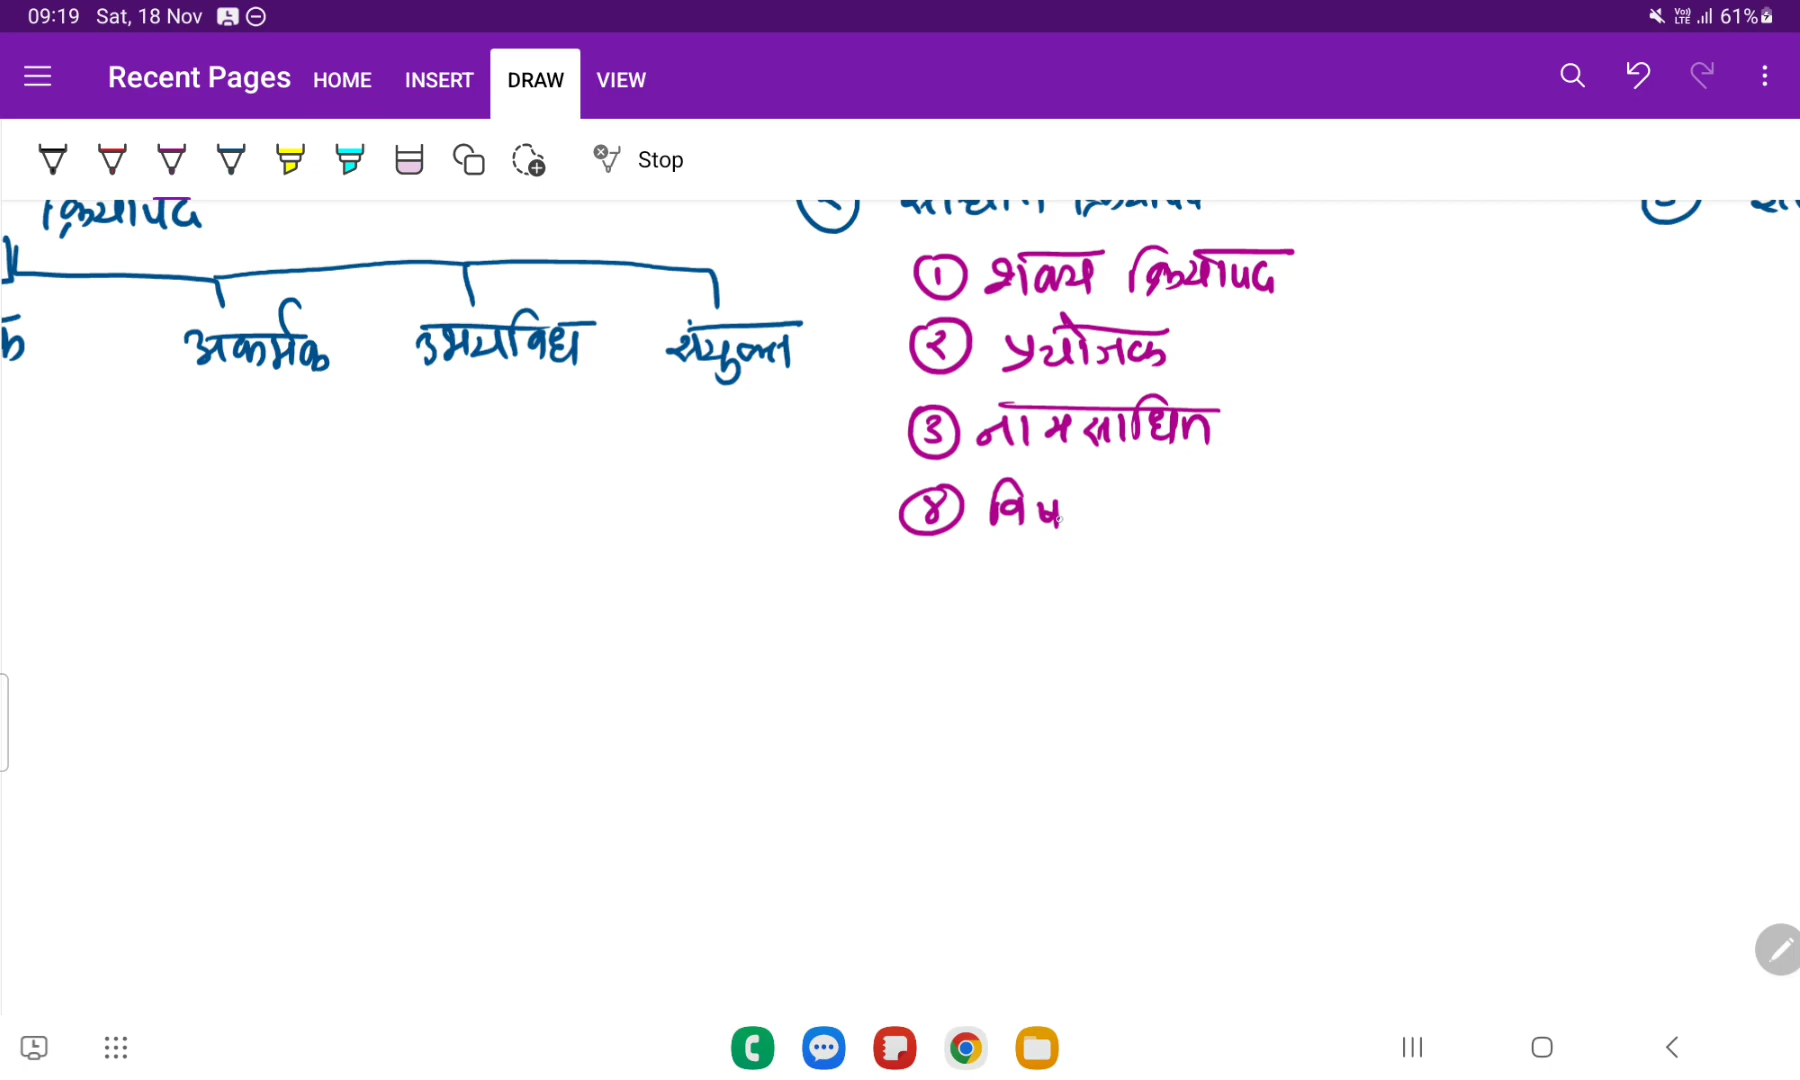 09:19 Sat, 18 Nov 61%
Recent Pages HOME INSERT DRAW VIEW
Stop
क्रियापद
① शक्य क्रियापद
अकर्मक उभयविध संयुक्त
② प्रयोजक
③ नामसाधित
④ विष